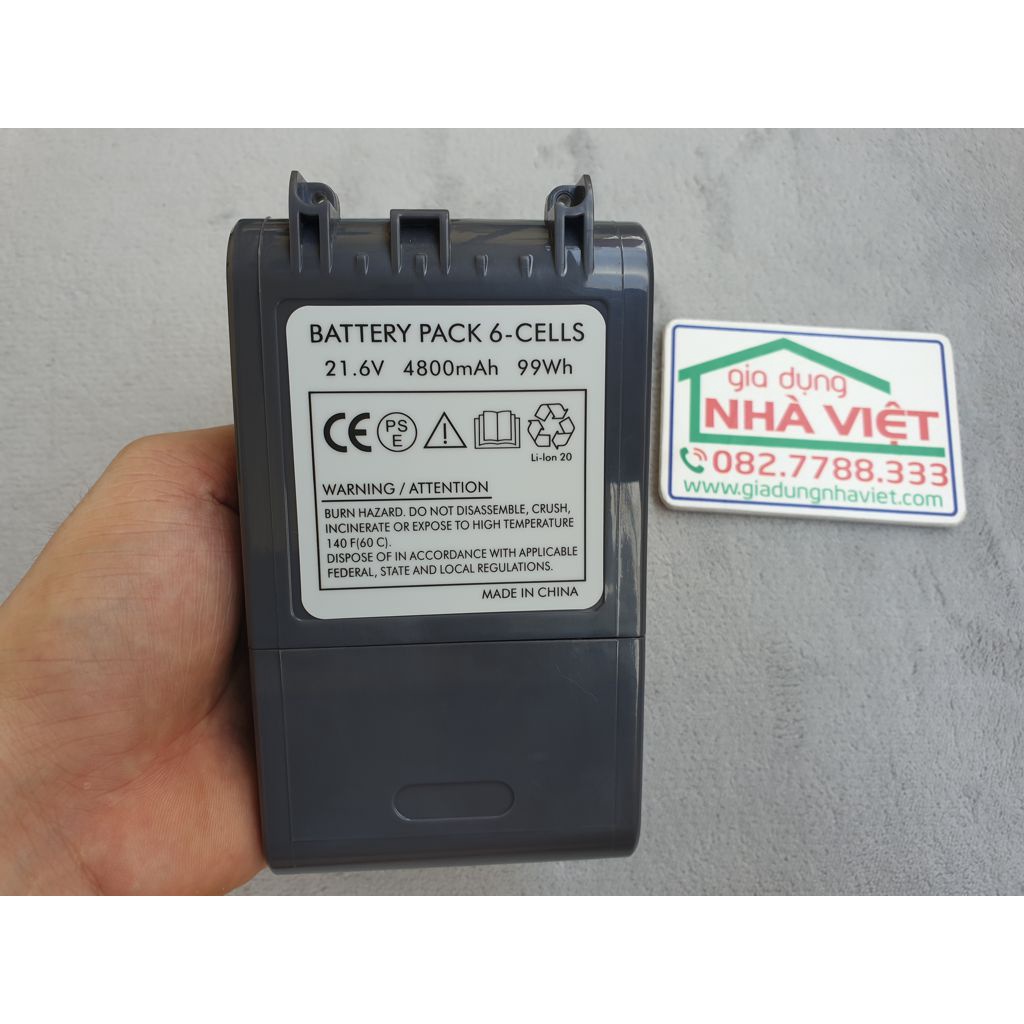 BATTERY PACK 6-CELLS
21.6V 4800mAh 99Wh
CE PS E
Li-Ion 20
WARNING / ATTENTION
BURN HAZARD. DO NOT DISASSEMBLE, CRUSH,
INCINERATE OR EXPOSE TO HIGH TEMPERATURE
140 F(60 C).
DISPOSE OF IN ACCORDANCE WITH APPLICABLE
FEDERAL, STATE AND LOCAL REGULATIONS.
MADE IN CHINA
gia dụng
NHÀ VIỆT
082.7788.333
www.giadungnhaviet.com